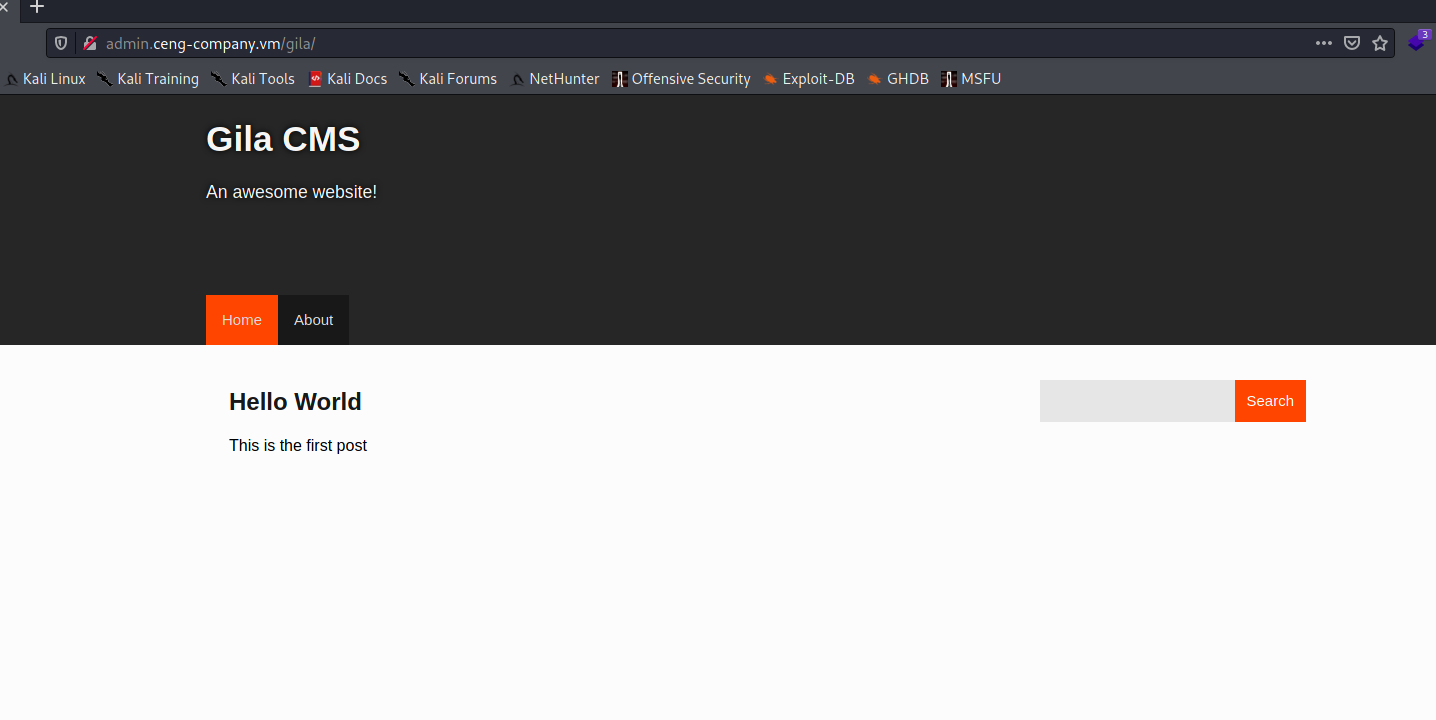 admin.ceng-company.vm/gila/
3
Kali Linux Kali Training Kali Tools Kali Docs Kali Forums NetHunter Offensive Security Exploit-DB GHDB MSFU
Gila CMS
An awesome website!
Home About
Hello World
Search
This is the first post